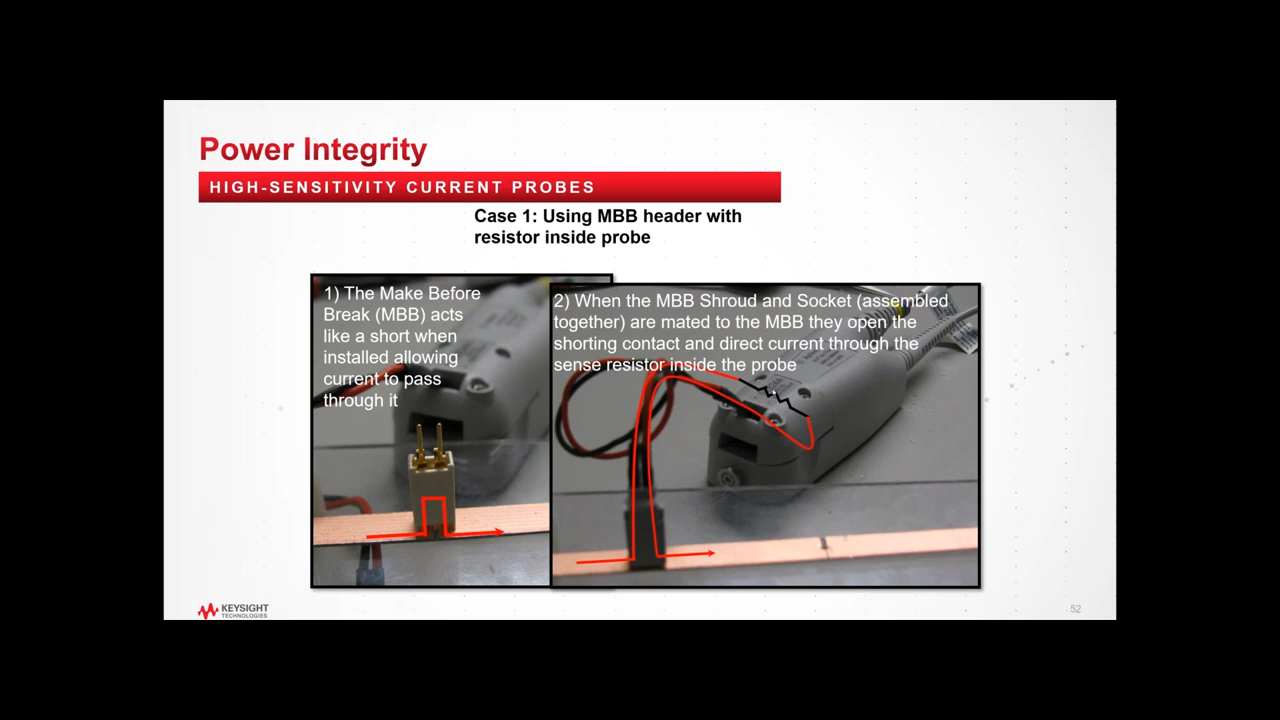 Power Integrity
HIGH-SENSITIVITY CURRENT PROBES
Case 1: Using MBB header with
resistor inside probe
1) The Make Before
Break (MBB) acts
like a short when
installed allowing
current to pass
through it
2) When the MBB Shroud and Socket (assembled
together) are mated to the MBB they open the
shorting contact and direct current through the
sense resistor inside the probe
KEYSIGHT
TECHNOLOGIES
52